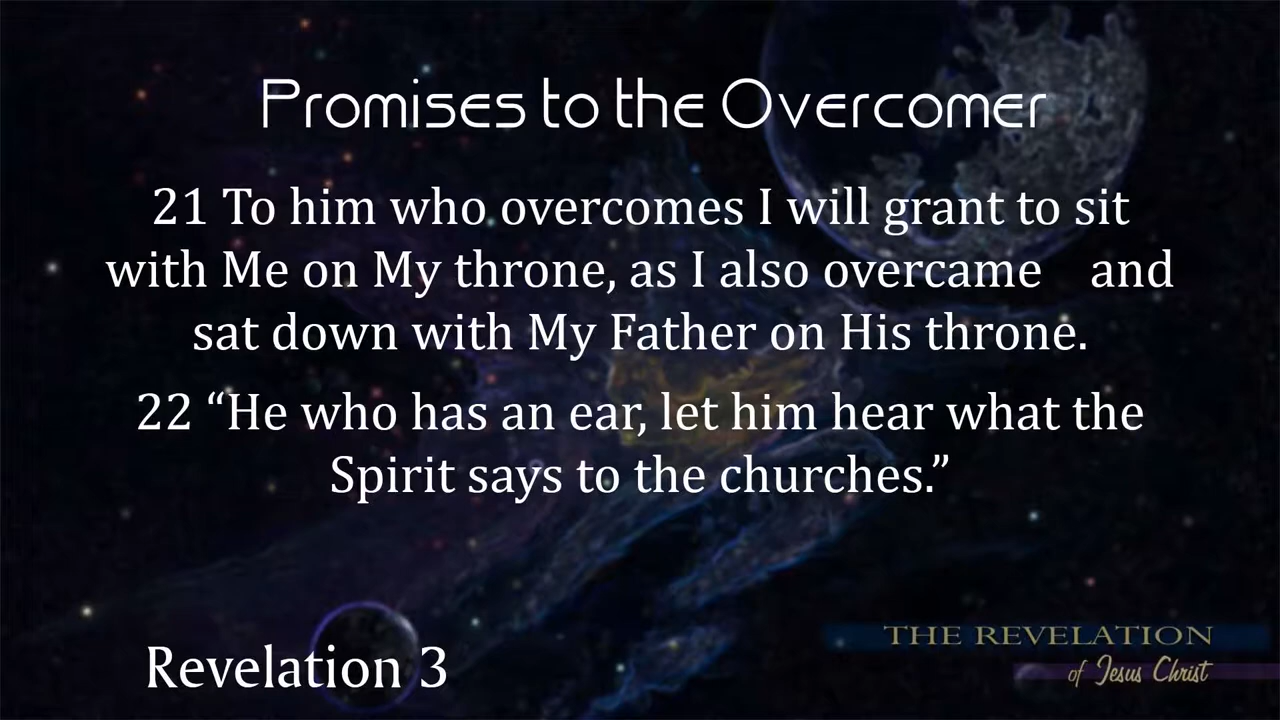 Promises to the Overcomer
21 To him who overcomes I will grant to sit
with Me on My throne, as I also overcame and
sat down with My Father on His throne.
22 “He who has an ear, let him hear what the
Spirit says to the churches.”
Revelation 3
THE REVELATION
of Jesus Christ